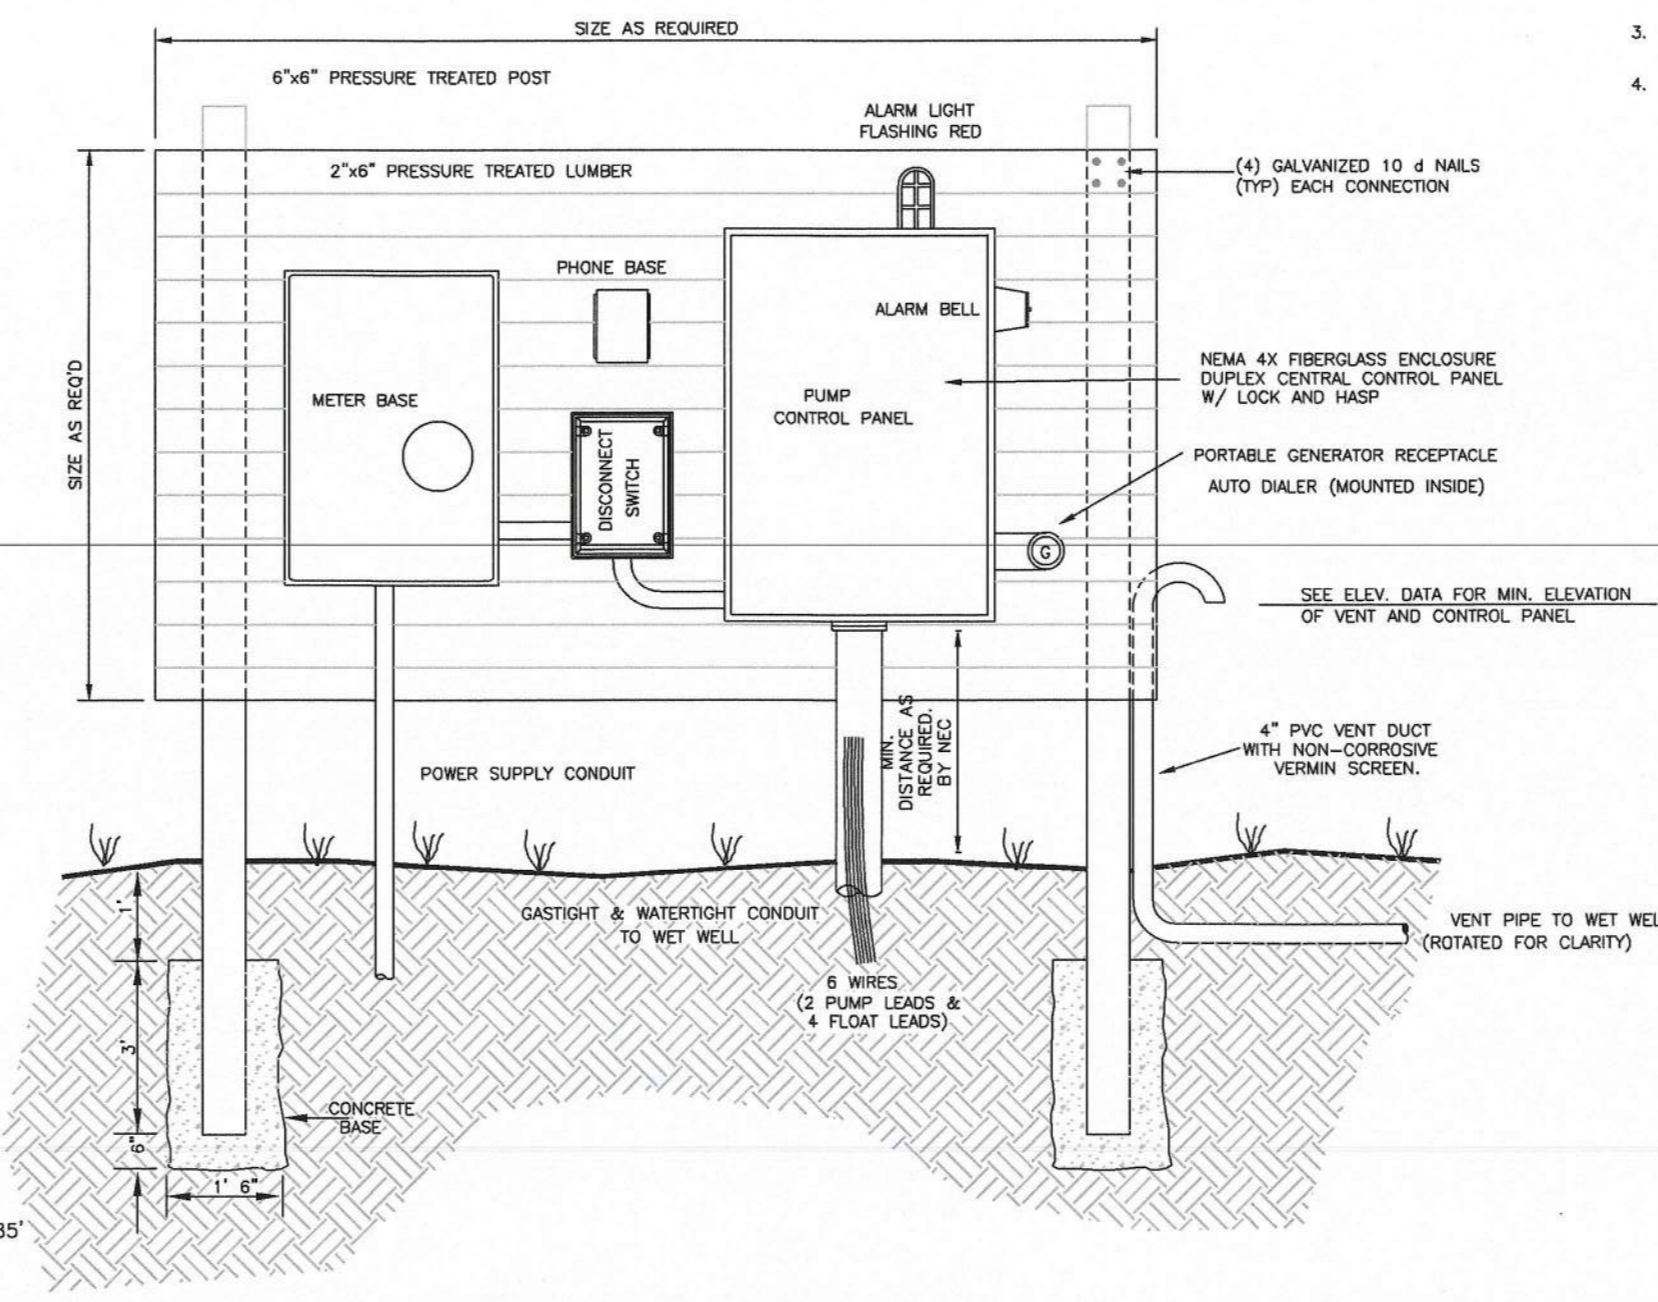 SIZE AS REQUIRED
3.
6"x6" PRESSURE TREATED POST
4.
ALARM LIGHT
FLASHING RED
2"x6" PRESSURE TREATED LUMBER
(4) GALVANIZED 10 d NAILS
(TYP) EACH CONNECTION
PHONE BASE
ALARM BELL
SIZE AS REQ'D
METER BASE
DISCONNECT
SWITCH
PUMP
CONTROL PANEL
NEMA 4X FIBERGLASS ENCLOSURE
DUPLEX CENTRAL CONTROL PANEL
W/ LOCK AND HASP
PORTABLE GENERATOR RECEPTACLE
AUTO DIALER (MOUNTED INSIDE)
G
SEE ELEV. DATA FOR MIN. ELEVATION
OF VENT AND CONTROL PANEL
MIN.
DISTANCE AS
REQUIRED.
BY NEC
4" PVC VENT DUCT
WITH NON-CORROSIVE
VERMIN SCREEN.
POWER SUPPLY CONDUIT
1'
GASTIGHT & WATERTIGHT CONDUIT
TO WET WELL
VENT PIPE TO WET WEL
(ROTATED FOR CLARITY)
6 WIRES
(2 PUMP LEADS &
4 FLOAT LEADS)
3'
CONCRETE
BASE
6"
1' 6"
35'